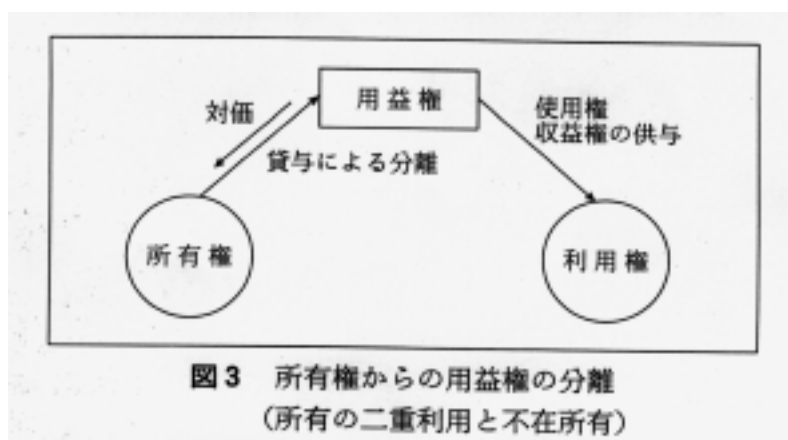 用益権
対価
使用権
収益権の供与
貸与による分離
所有権
利用権
図3 所有権からの用益権の分離
(所有の二重利用と不在所有)